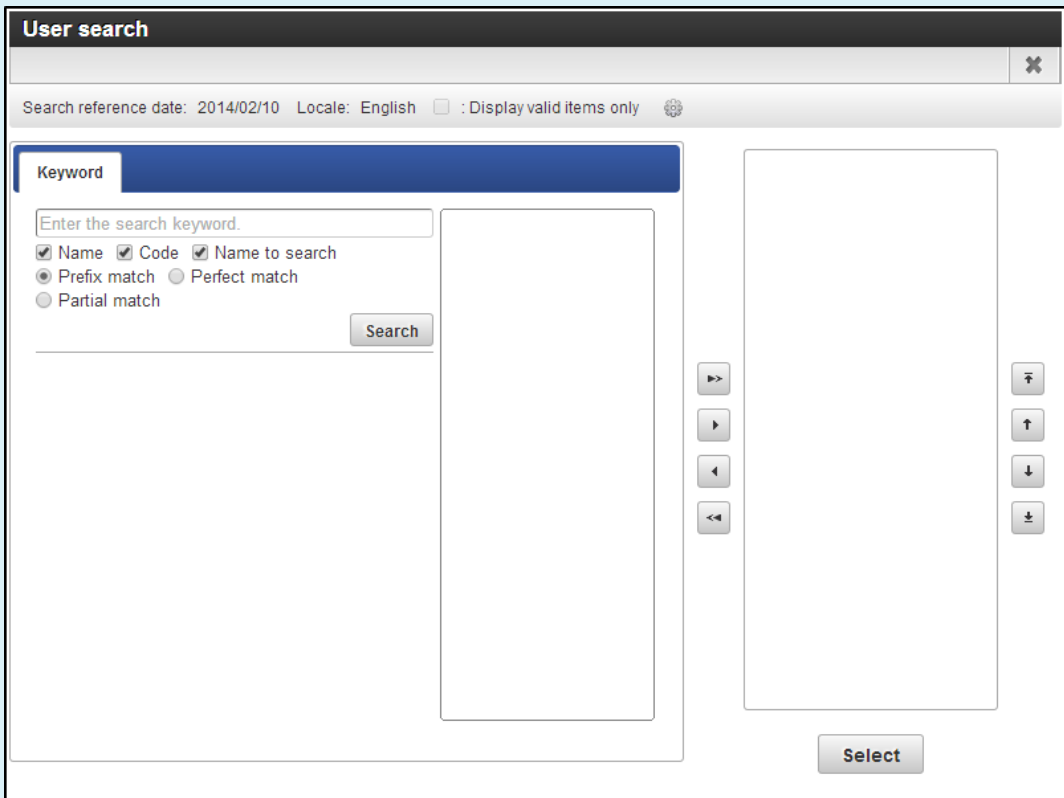 User search
Search reference date: 2014/02/10 Locale: English : Display valid items only
Keyword
Enter the search keyword.
Name Code Name to search
Prefix match Perfect match
Partial match
Search
Select